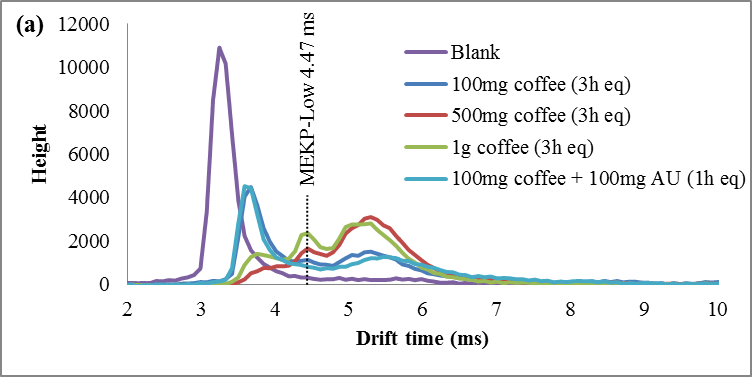 (a)
12000
10000
8000
6000
4000
2000
0
Height
MEKP-Low 4.47 ms
Blank
100mg coffee (3h eq)
500mg coffee (3h eq)
1g coffee (3h eq)
100mg coffee + 100mg AU (1h eq)
2 3 4 5 6 7 8 9 10
Drift time (ms)